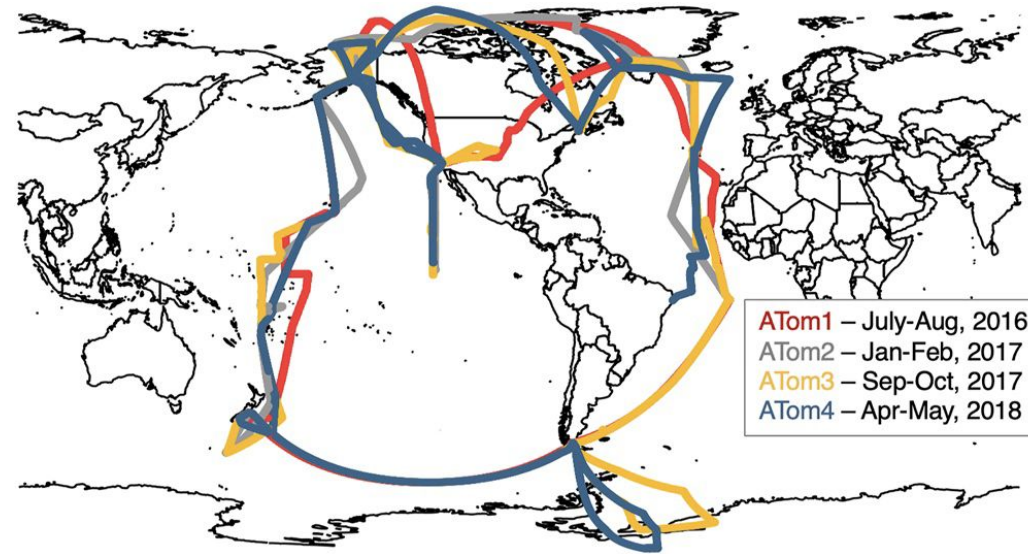 ATom1 – July-Aug, 2016
ATom2 – Jan-Feb, 2017
ATom3 – Sep-Oct, 2017
ATom4 – Apr-May, 2018